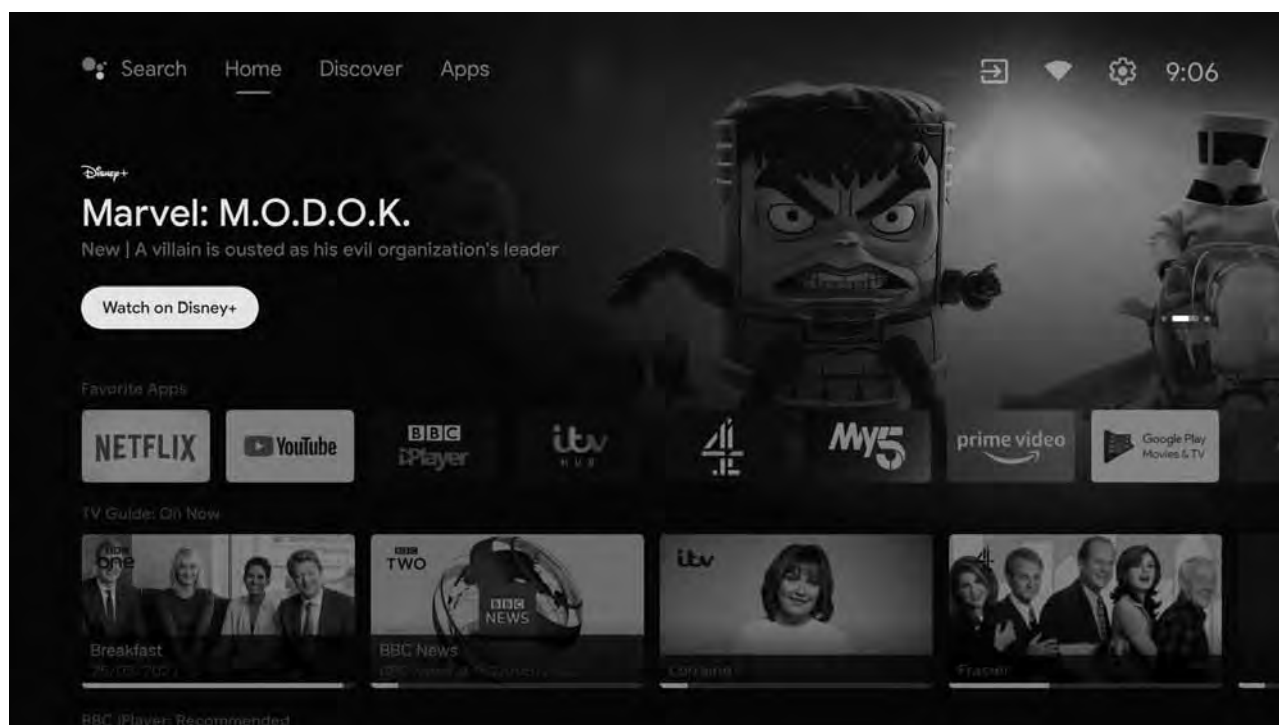 Search Home Discover Apps 9:06
Disney+
Marvel: M.O.D.O.K.
New | A villain is ousted as his evil organization's leader
Watch on Disney+
Favorite Apps
NETFLIX YouTube BBC iPlayer itv HUB 4 My5 prime video Google Play Movies & TV
TV Guide: On Now
BBC one BBC TWO itv 4
BBC NEWS
Breakfast BBC News Lorraine Frasier
BBC iPlayer: Recommended